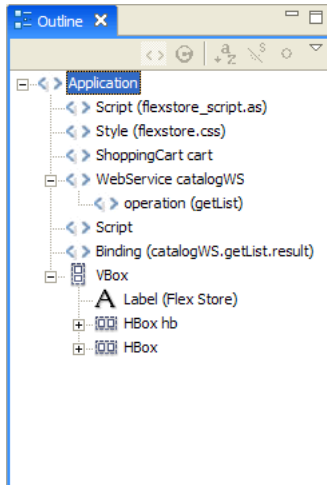 Outline
Application
Script (flexstore_script.as)
Style (flexstore.css)
ShoppingCart cart
WebService catalogWS
operation (getList)
Script
Binding (catalogWS.getList.result)
VBox
A Label (Flex Store)
HBox hb
HBox